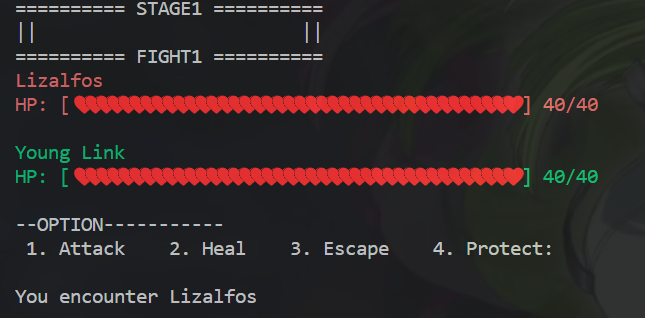 ========== STAGE1 ==========
||                        ||
========== FIGHT1 ==========
Lizalfos
HP: [♥♥♥♥♥♥♥♥♥♥♥♥♥♥♥♥♥♥♥♥♥♥♥♥♥♥♥♥♥♥♥♥♥♥♥♥♥♥♥♥] 40/40
Young Link
HP: [♥♥♥♥♥♥♥♥♥♥♥♥♥♥♥♥♥♥♥♥♥♥♥♥♥♥♥♥♥♥♥♥♥♥♥♥♥♥♥♥] 40/40
--OPTION-----------
1. Attack    2. Heal    3. Escape    4. Protect:
You encounter Lizalfos